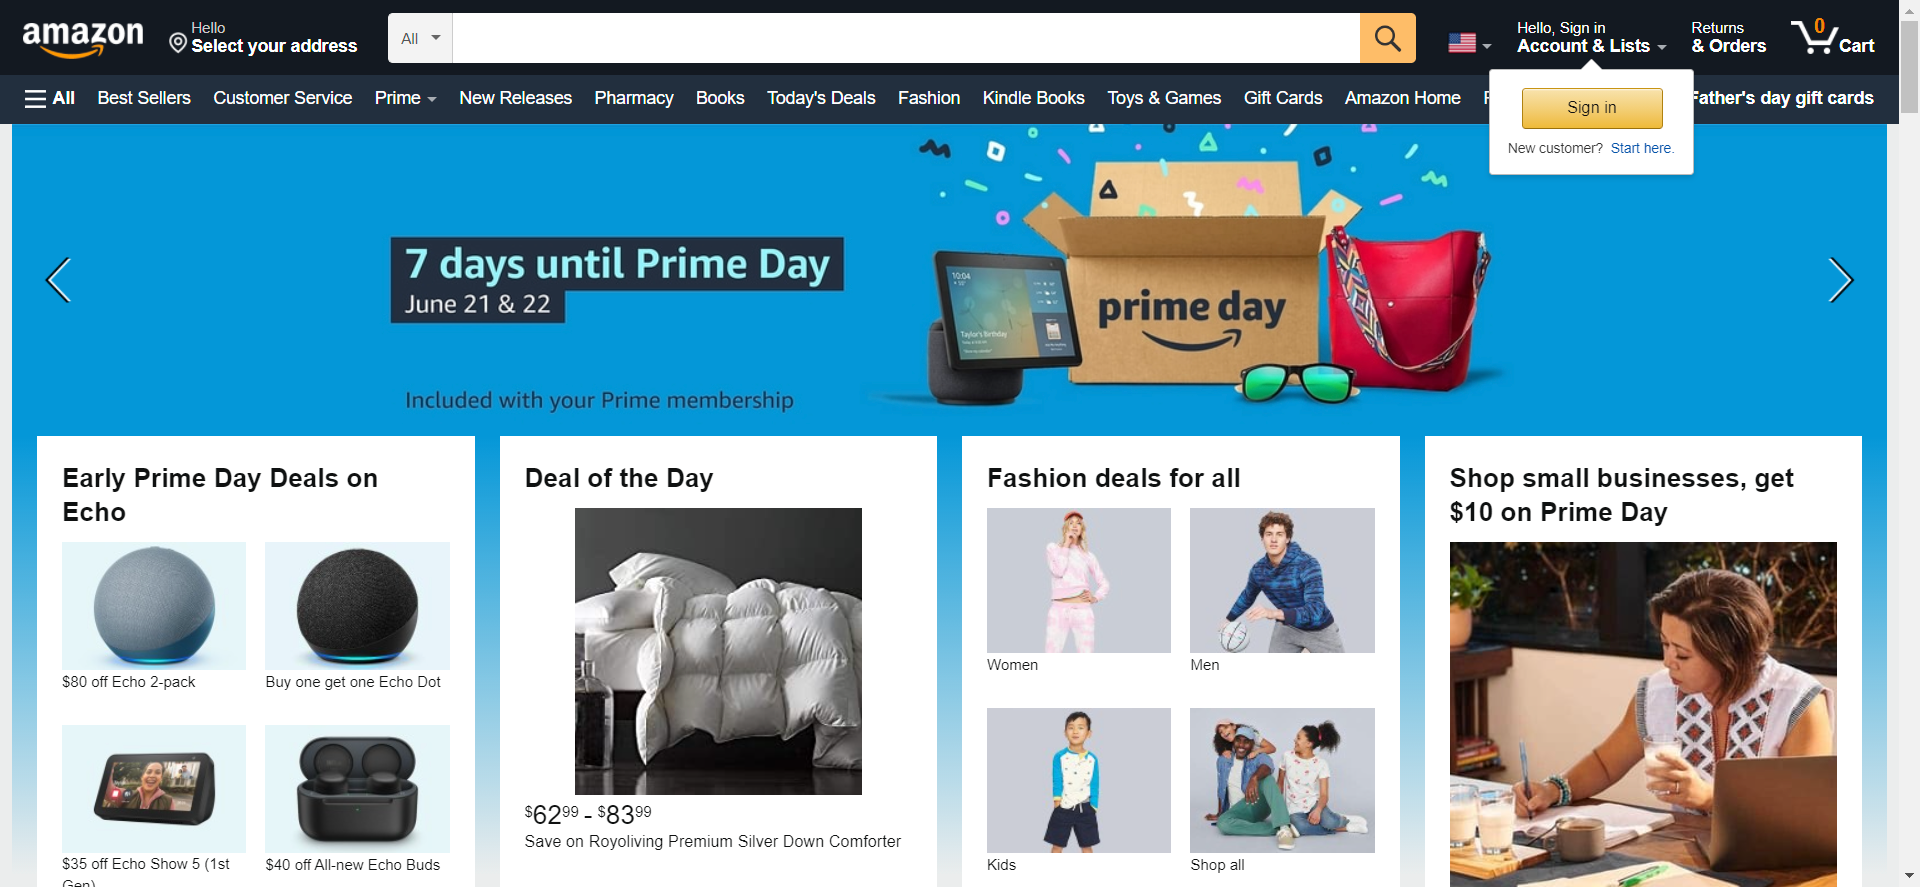 amazon
Hello
Select your address
All
Hello, Sign in
Account & Lists
Returns
& Orders
0
Cart
All
Best Sellers
Customer Service
Prime
New Releases
Pharmacy
Books
Today's Deals
Fashion
Kindle Books
Toys & Games
Gift Cards
Amazon Home
Father's day gift cards
Sign in
New customer? Start here.
7 days until Prime Day
June 21 & 22
Included with your Prime membership
10:04
Taylor's Birthday
prime day
Early Prime Day Deals on
Echo
$80 off Echo 2-pack
Buy one get one Echo Dot
$35 off Echo Show 5 (1st
Gen)
$40 off All-new Echo Buds
Deal of the Day
$62.99 - $83.99
Save on Royoliving Premium Silver Down Comforter
Fashion deals for all
Women
Men
Kids
Shop all
Shop small businesses, get
$10 on Prime Day